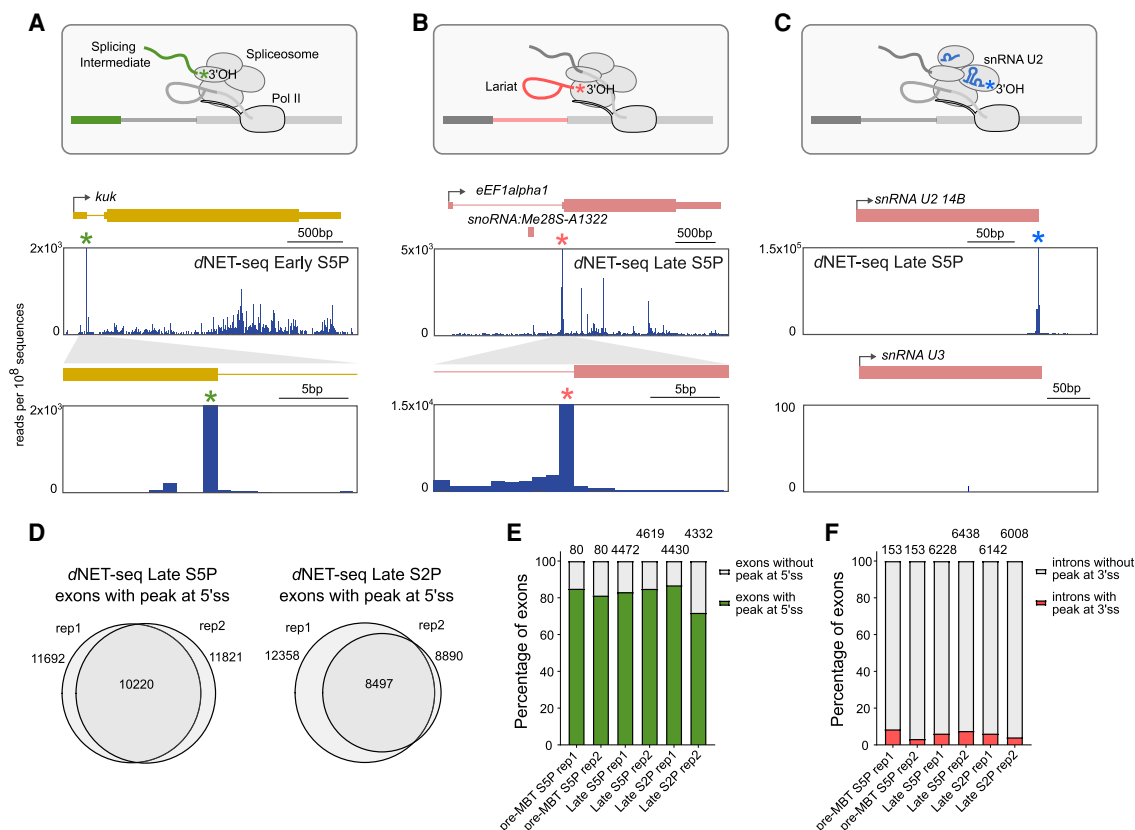 A
Splicing
Intermediate
Spliceosome
*3'OH
Pol II
kuk
500bp
2x10³
*
dNET-seq Early S5P
0
reads per 10⁸ sequences
5bp
*
2x10³
0
B
Lariat
*3'OH
eEF1alpha1
snoRNA:Me28S-A1322
500bp
5x10³
*
dNET-seq Late S5P
0
5bp
*
1.5x10⁴
0
C
snRNA U2
*3'OH
snRNA U2 14B
50bp
1.5x10⁵
*
dNET-seq Late S5P
0
snRNA U3
50bp
100
0
D
dNET-seq Late S5P
exons with peak at 5'ss
rep1
rep2
11692
11821
10220
dNET-seq Late S2P
exons with peak at 5'ss
rep1
rep2
12358
8890
8497
E
4619 4332
80 80 4472 4430
Percentage of exons
100
80
60
40
20
0
exons without
peak at 5'ss
exons with
peak at 5'ss
pre-MBT S5P rep1
pre-MBT S5P rep2
Late S5P rep1
Late S5P rep2
Late S2P rep1
Late S2P rep2
F
6438 6008
153 153 6228 6142
Percentage of exons
100
80
60
40
20
0
introns without
peak at 3'ss
introns with
peak at 3'ss
pre-MBT S5P rep1
pre-MBT S5P rep2
Late S5P rep1
Late S5P rep2
Late S2P rep1
Late S2P rep2